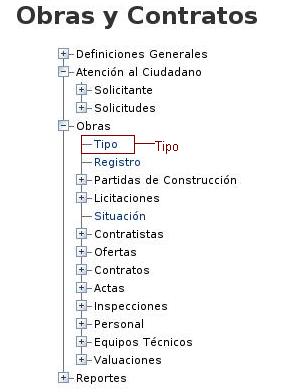 Obras y Contratos
Definiciones Generales
Atención al Ciudadano
Solicitante
Solicitudes
Obras
Tipo Tipo
Registro
Partidas de Construcción
Licitaciones
Situación
Contratistas
Ofertas
Contratos
Actas
Inspecciones
Personal
Equipos Técnicos
Valuaciones
Reportes